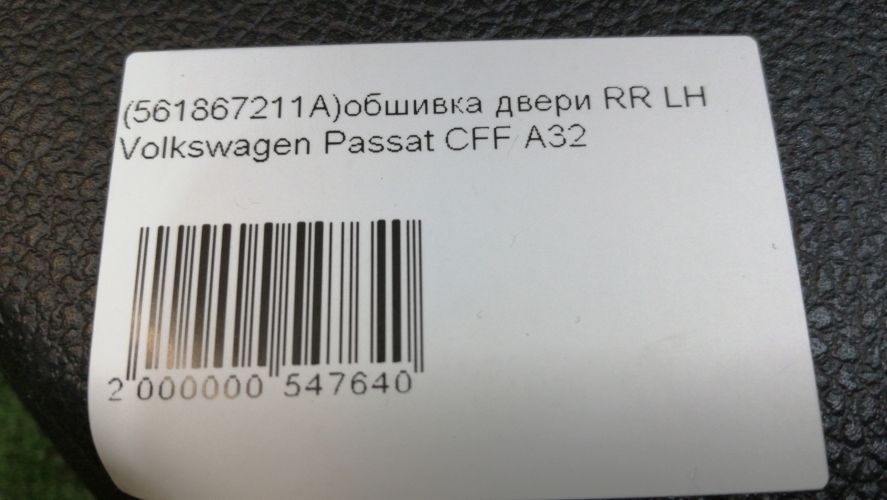 (561867211A)обшивка двери RR LH
Volkswagen Passat CFF A32
2 000000 547640